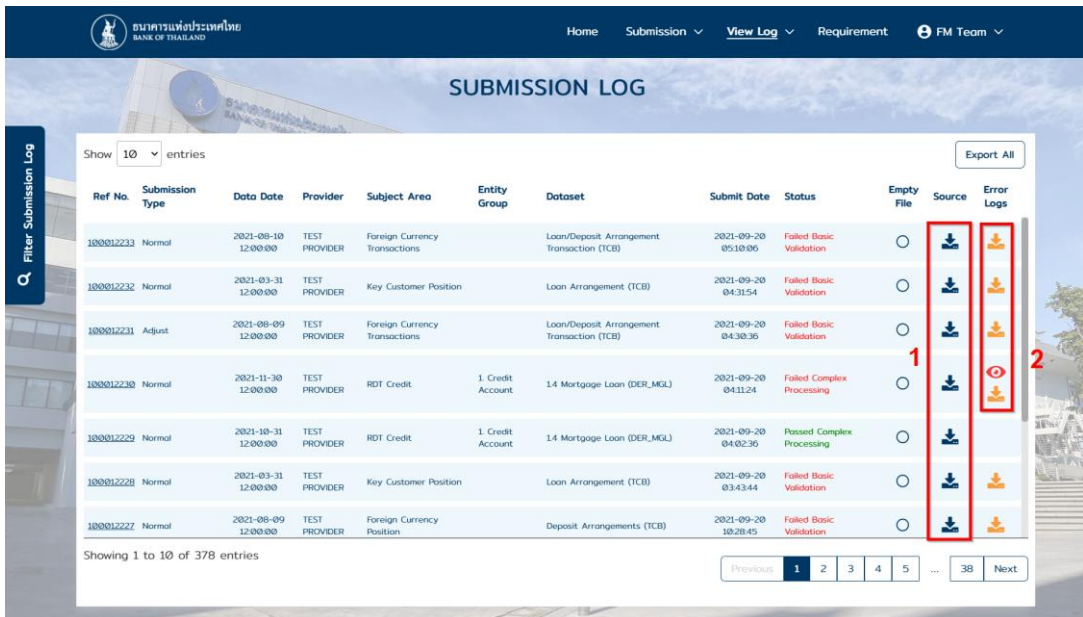 ธนาคารแห่งประเทศไทย
BANK OF THAILAND
Home Submission View Log Requirement FM Team
SUBMISSION LOG
Filter Submission Log
Show 10 entries
Export All
Ref No. Submission Type Data Date Provider Subject Area Entity Group Dataset Submit Date Status Empty File Source Error Logs
100012233 Normal 2021-08-10 12:00:00 TEST PROVIDER Foreign Currency Transactions Loan/Deposit Arrangement Transaction (TCB) 2021-09-20 05:10:06 Failed Basic Validation
100012232 Normal 2021-03-31 12:00:00 TEST PROVIDER Key Customer Position Loan Arrangement (TCB) 2021-09-20 04:31:54 Failed Basic Validation
100012231 Adjust 2021-08-09 12:00:00 TEST PROVIDER Foreign Currency Transactions Loan/Deposit Arrangement Transaction (TCB) 2021-09-20 04:30:36 Failed Basic Validation
1
2
100012230 Normal 2021-11-30 12:00:00 TEST PROVIDER RDT Credit 1. Credit Account 1.4 Mortgage Loan (DER_MGL) 2021-09-20 04:11:24 Failed Complex Processing
100012229 Normal 2021-10-31 12:00:00 TEST PROVIDER RDT Credit 1. Credit Account 1.4 Mortgage Loan (DER_MGL) 2021-09-20 04:02:36 Passed Complex Processing
100012228 Normal 2021-03-31 12:00:00 TEST PROVIDER Key Customer Position Loan Arrangement (TCB) 2021-09-20 03:43:44 Failed Basic Validation
100012227 Normal 2021-08-09 12:00:00 TEST PROVIDER Foreign Currency Position Deposit Arrangements (TCB) 2021-09-20 10:28:45 Failed Basic Validation
Showing 1 to 10 of 378 entries
Previous 1 2 3 4 5 ... 38 Next